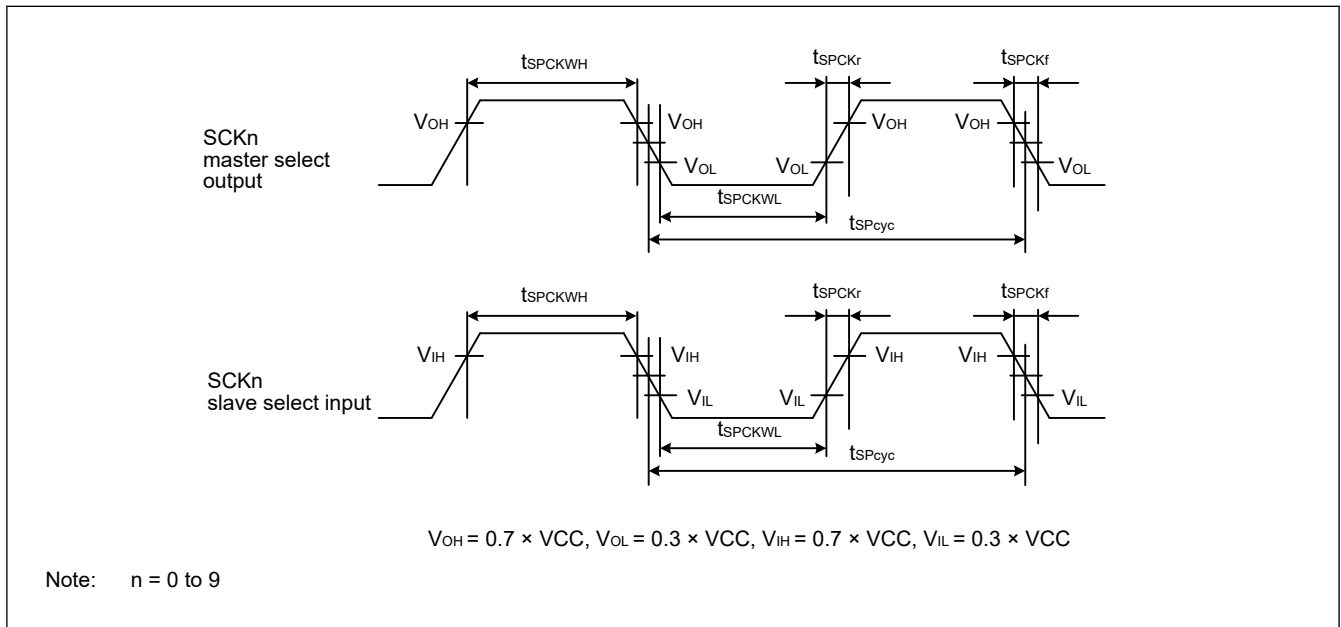 tSPCKWH
tSPCKr
tSPCKf
SCKn
master select
output
VOH
VOH
VOL
VOL
VOH
VOH
VOL
tSPCKWL
tSPcyc
tSPCKWH
tSPCKr
tSPCKf
SCKn
slave select input
VIH
VIH
VIL
VIL
VIH
VIH
VIL
tSPCKWL
tSPcyc
VOH = 0.7 × VCC, VOL = 0.3 × VCC, VIH = 0.7 × VCC, VIL = 0.3 × VCC
Note: n = 0 to 9